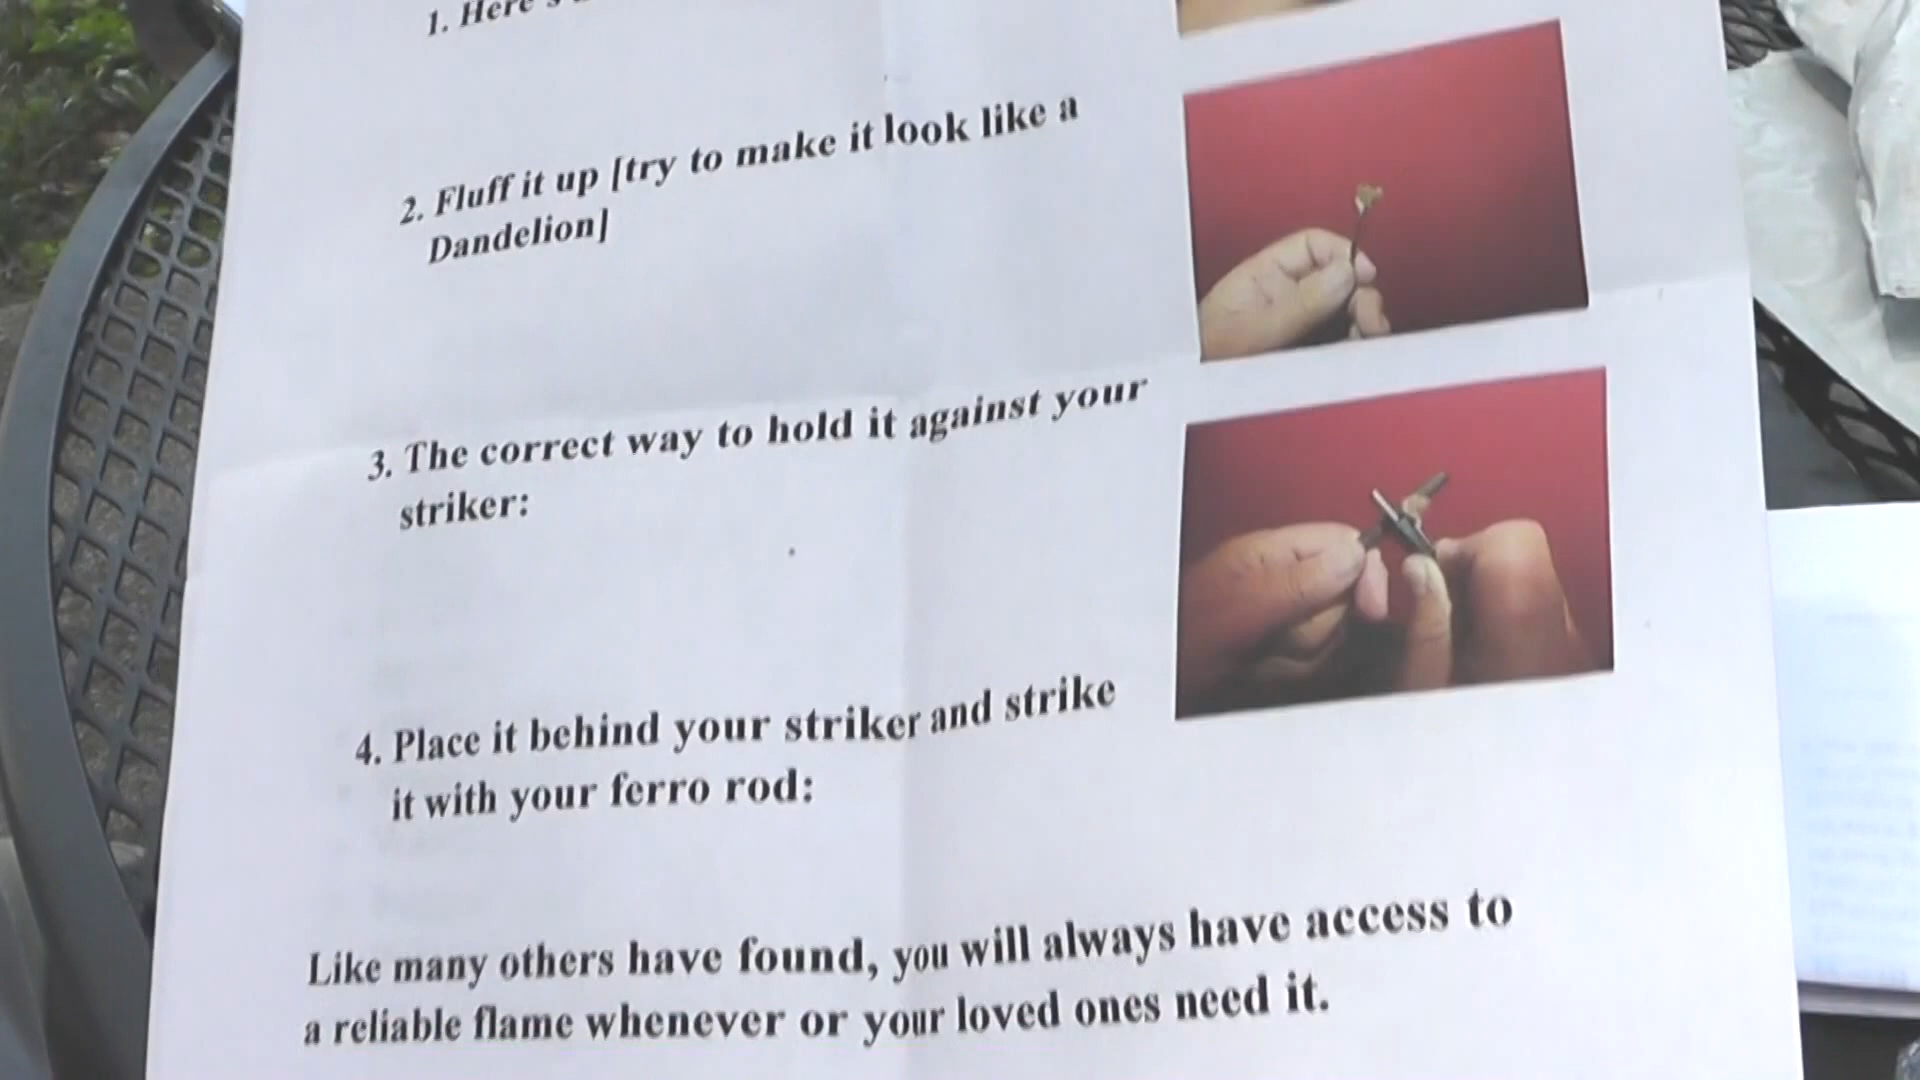 1. Here's
2. Fluff it up [try to make it look like a
Dandelion]
3. The correct way to hold it against your
striker:
4. Place it behind your striker and strike
it with your ferro rod:
Like many others have found, you will always have access to
a reliable flame whenever or your loved ones need it.